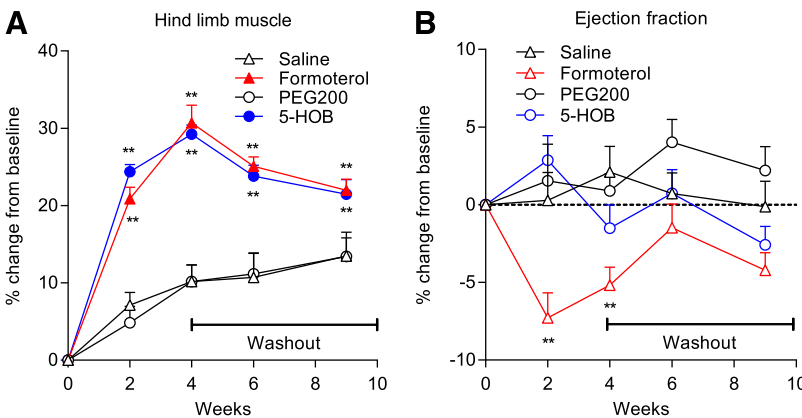 A
Hind limb muscle
% change from baseline
40
30
20
10
0
Saline
Formoterol
PEG200
5-HOB
**
**
**
**
**
**
**
**
Washout
0
2
4
6
8
10
Weeks
B
Ejection fraction
% change from baseline
10
5
0
-5
-10
Saline
Formoterol
PEG200
5-HOB
**
**
Washout
0
2
4
6
8
10
Weeks